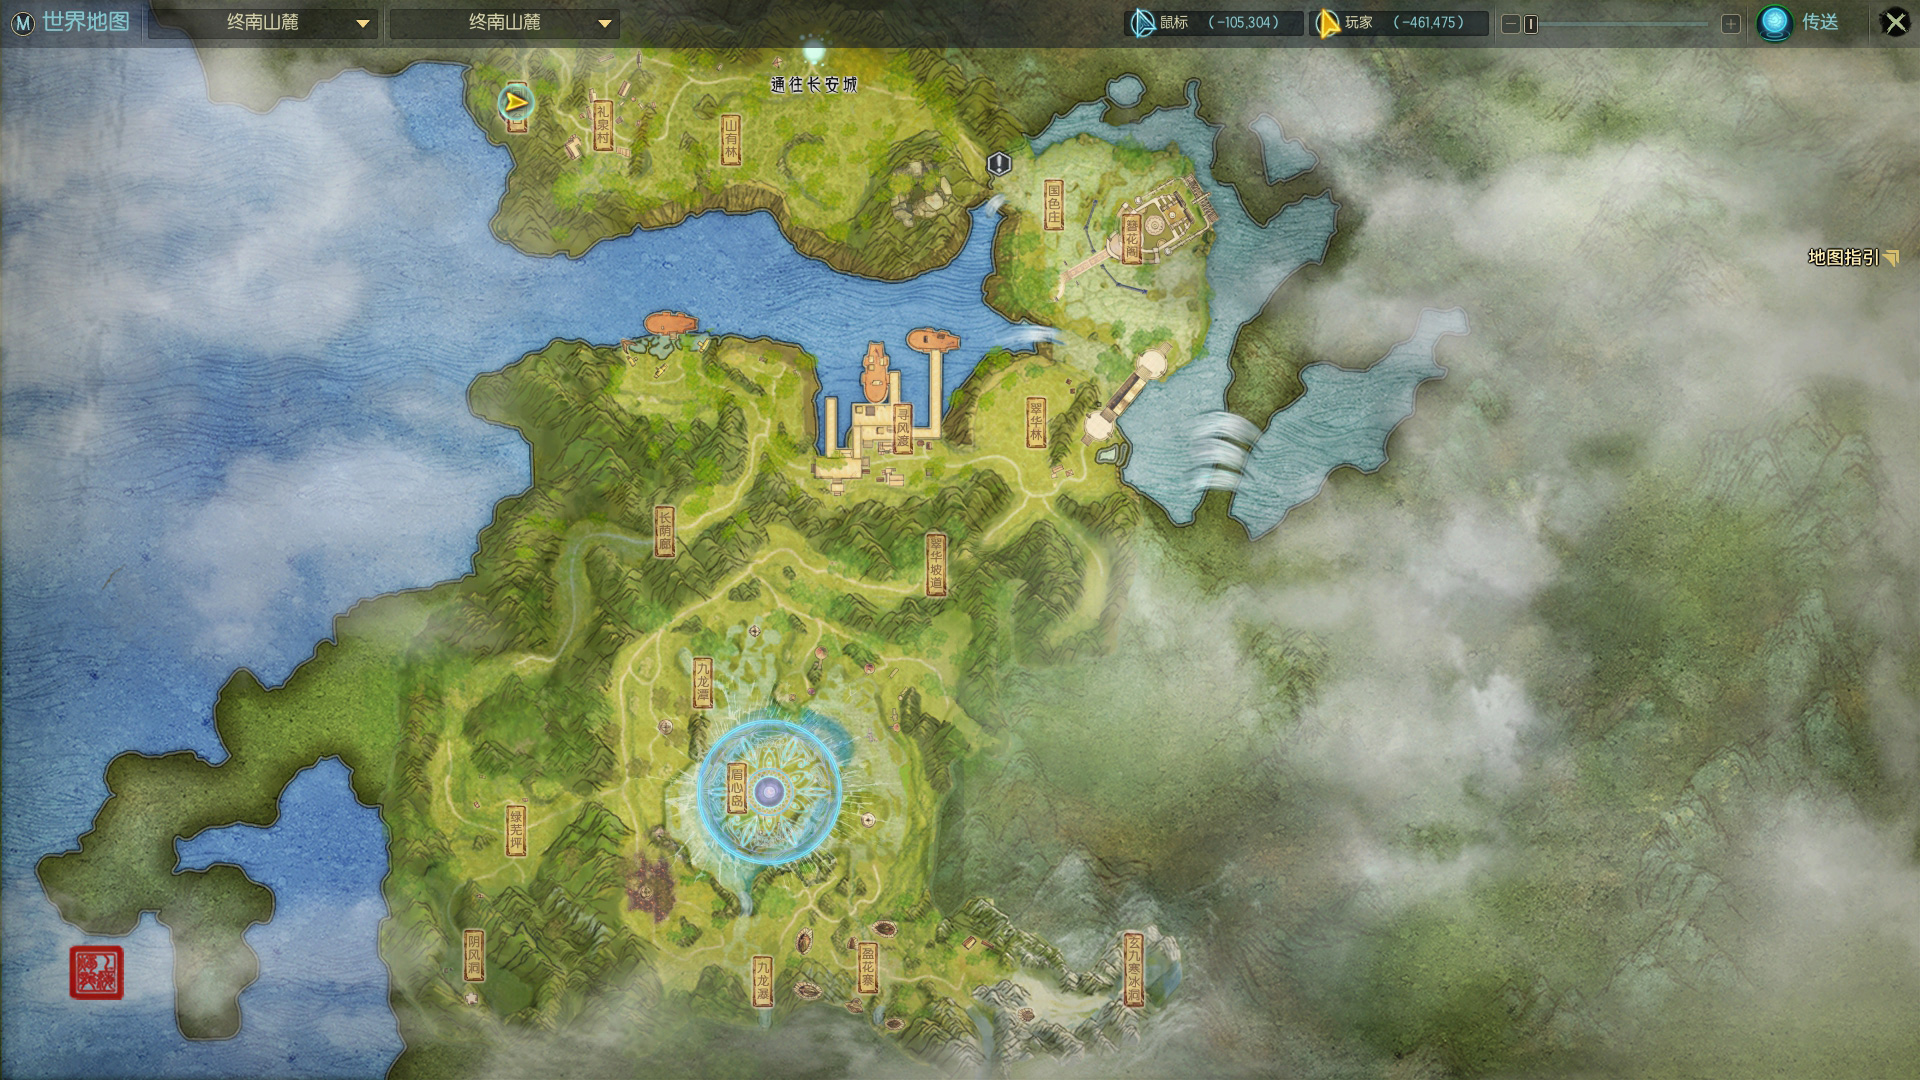 M 世界地图
终南山麓
终南山麓
鼠标 (-105,304)
玩家 (-461,475)
传送
通往长安城
礼泉村
山有林
国色庄
簪花阁
地图指引
寻风渡
翠华林
长荫廊
翠华坡道
九龙潭
眉心岛
绿芜坪
阴风洞
九龙瀑
盈花寨
玄九寒冰洞